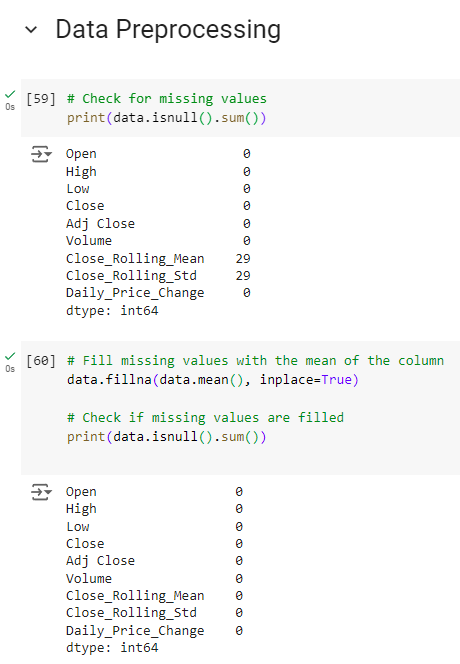 Data Preprocessing
0s
[59] # Check for missing values
print(data.isnull().sum())
Open 0
High 0
Low 0
Close 0
Adj Close 0
Volume 0
Close_Rolling_Mean 29
Close_Rolling_Std 29
Daily_Price_Change 0
dtype: int64
0s
[60] # Fill missing values with the mean of the column
data.fillna(data.mean(), inplace=True)
# Check if missing values are filled
print(data.isnull().sum())
Open 0
High 0
Low 0
Close 0
Adj Close 0
Volume 0
Close_Rolling_Mean 0
Close_Rolling_Std 0
Daily_Price_Change 0
dtype: int64